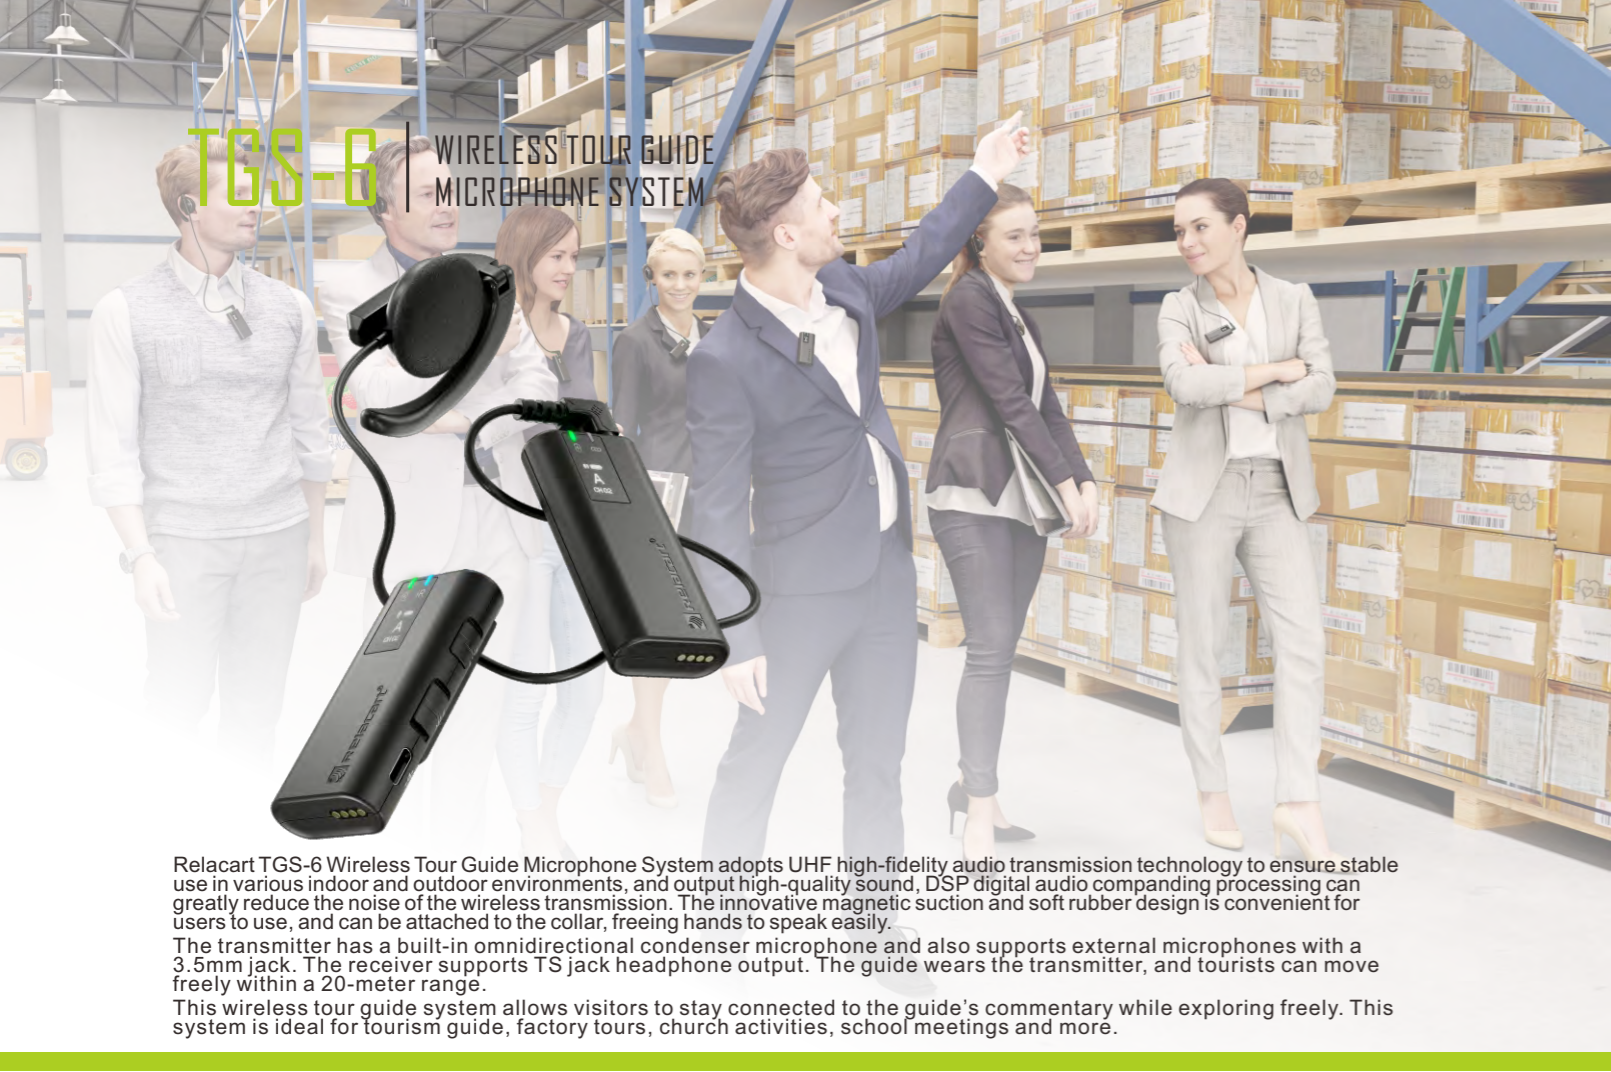 TGS-6
WIRELESS TOUR GUIDE
MICROPHONE SYSTEM
A
CH:02
Relacart
A
Relacart
Relacart TGS-6 Wireless Tour Guide Microphone System adopts UHF high-fidelity audio transmission technology to ensure stable
use in various indoor and outdoor environments, and output high-quality sound, DSP digital audio companding processing can
greatly reduce the noise of the wireless transmission. The innovative magnetic suction and soft rubber design is convenient for
users to use, and can be attached to the collar, freeing hands to speak easily.
The transmitter has a built-in omnidirectional condenser microphone and also supports external microphones with a
3.5mm jack. The receiver supports TS jack headphone output. The guide wears the transmitter, and tourists can move
freely within a 20-meter range.
This wireless tour guide system allows visitors to stay connected to the guide's commentary while exploring freely. This
system is ideal for tourism guide, factory tours, church activities, school meetings and more.